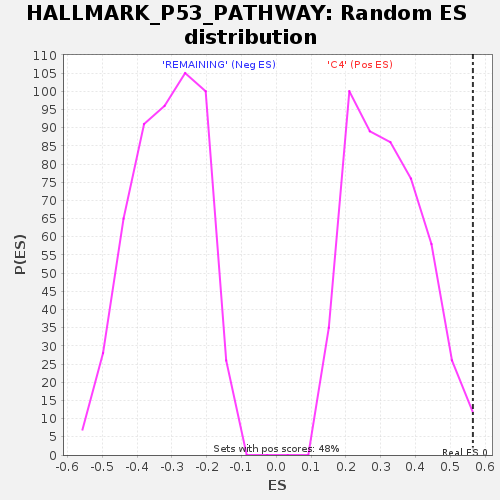 HALLMARK_P53_PATHWAY: Random ES
distribution
'REMAINING' (Neg ES)
'C4' (Pos ES)
P(ES)
110
105
100
95
90
85
80
75
70
65
60
55
50
45
40
35
30
25
20
15
10
5
0
Sets with pos scores: 48%
Real ES 0
-0.6 -0.5 -0.4 -0.3 -0.2 -0.1 0.0 0.1 0.2 0.3 0.4 0.5 0.6
ES